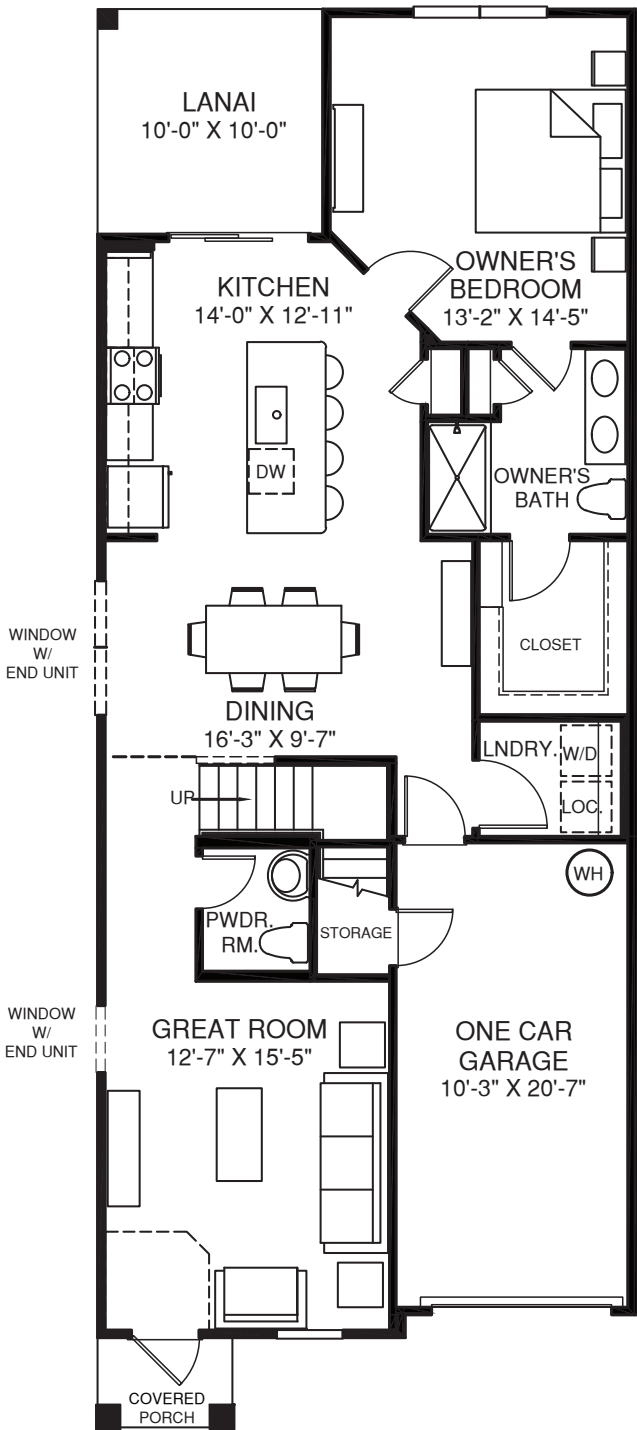 LANAI
10'-0" X 10'-0"
OWNER'S
BEDROOM
13'-2" X 14'-5"
KITCHEN
14'-0" X 12'-11"
DW
OWNER'S
BATH
WINDOW
W/
END UNIT
CLOSET
DINING
16'-3" X 9'-7"
LNDRY.
W/D
LOC.
UP
WH
PWDR.
RM.
STORAGE
WINDOW
W/
END UNIT
GREAT ROOM
12'-7" X 15'-5"
ONE CAR
GARAGE
10'-3" X 20'-7"
COVERED
PORCH